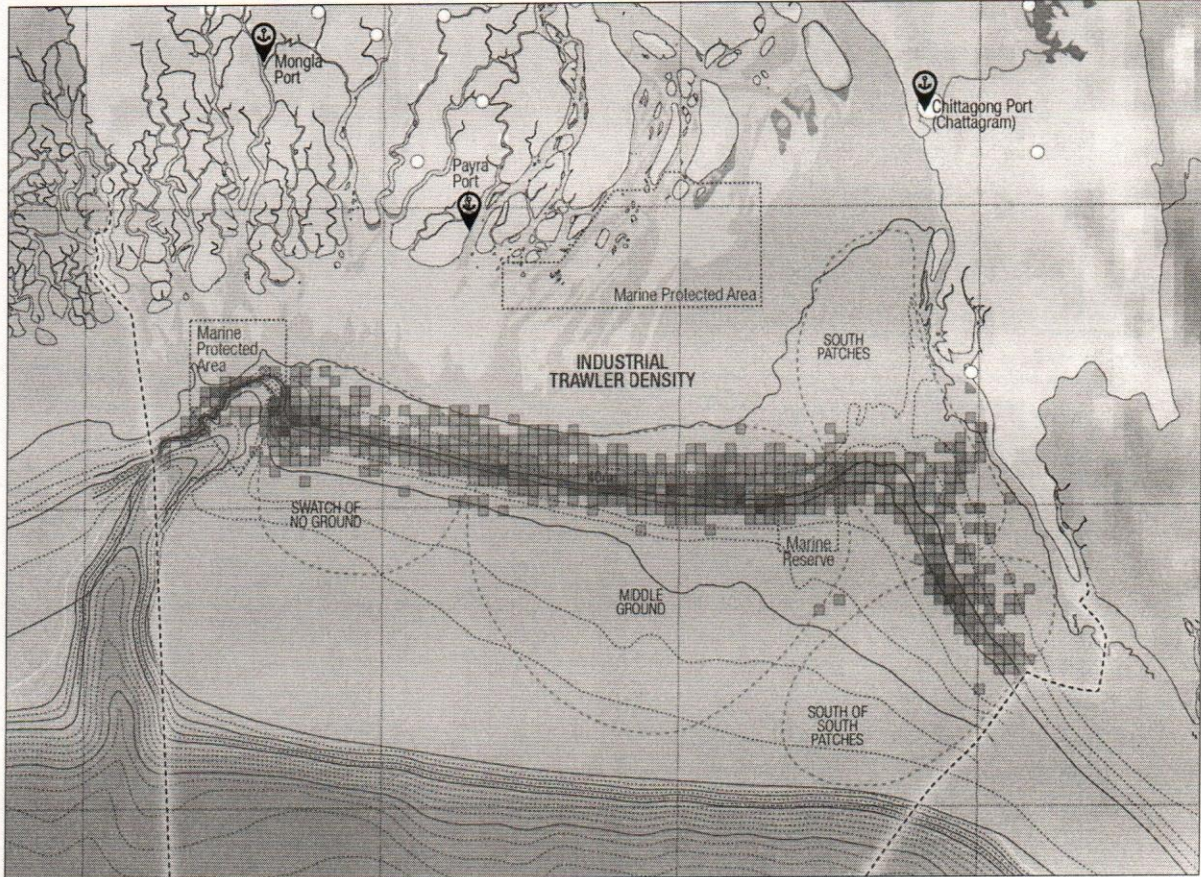 Mongla
Port
Chittagong Port
(Chattagram)
Payra
Port
Marine Protected Area
Marine
Protected
Area
SOUTH
PATCHES
INDUSTRIAL
TRAWLER DENSITY
SWATCH OF
NO GROUND
Marine
Reserve
MIDDLE
GROUND
SOUTH OF
SOUTH
PATCHES